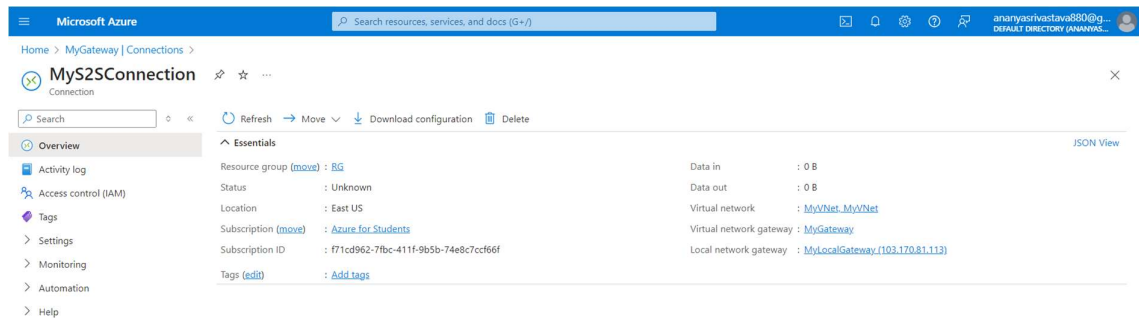 Microsoft Azure
Search resources, services, and docs (G+/)
ananyasrivastava880@g...
DEFAULT DIRECTORY (ANANYAS...
Home > MyGateway | Connections >
MyS2SConnection
Connection
Search
Refresh Move Download configuration Delete
Overview
Activity log
Access control (IAM)
Tags
Settings
Monitoring
Automation
Help
Essentials
JSON View
Resource group (move) : RG
Status : Unknown
Location : East US
Subscription (move) : Azure for Students
Subscription ID : f71cd962-7fbc-411f-9b5b-74e8c7ccf66f
Tags (edit) : Add tags
Data in : 0 B
Data out : 0 B
Virtual network : MyVNet, MyVNet
Virtual network gateway : MyGateway
Local network gateway : MyLocalGateway (103.170.81.113)